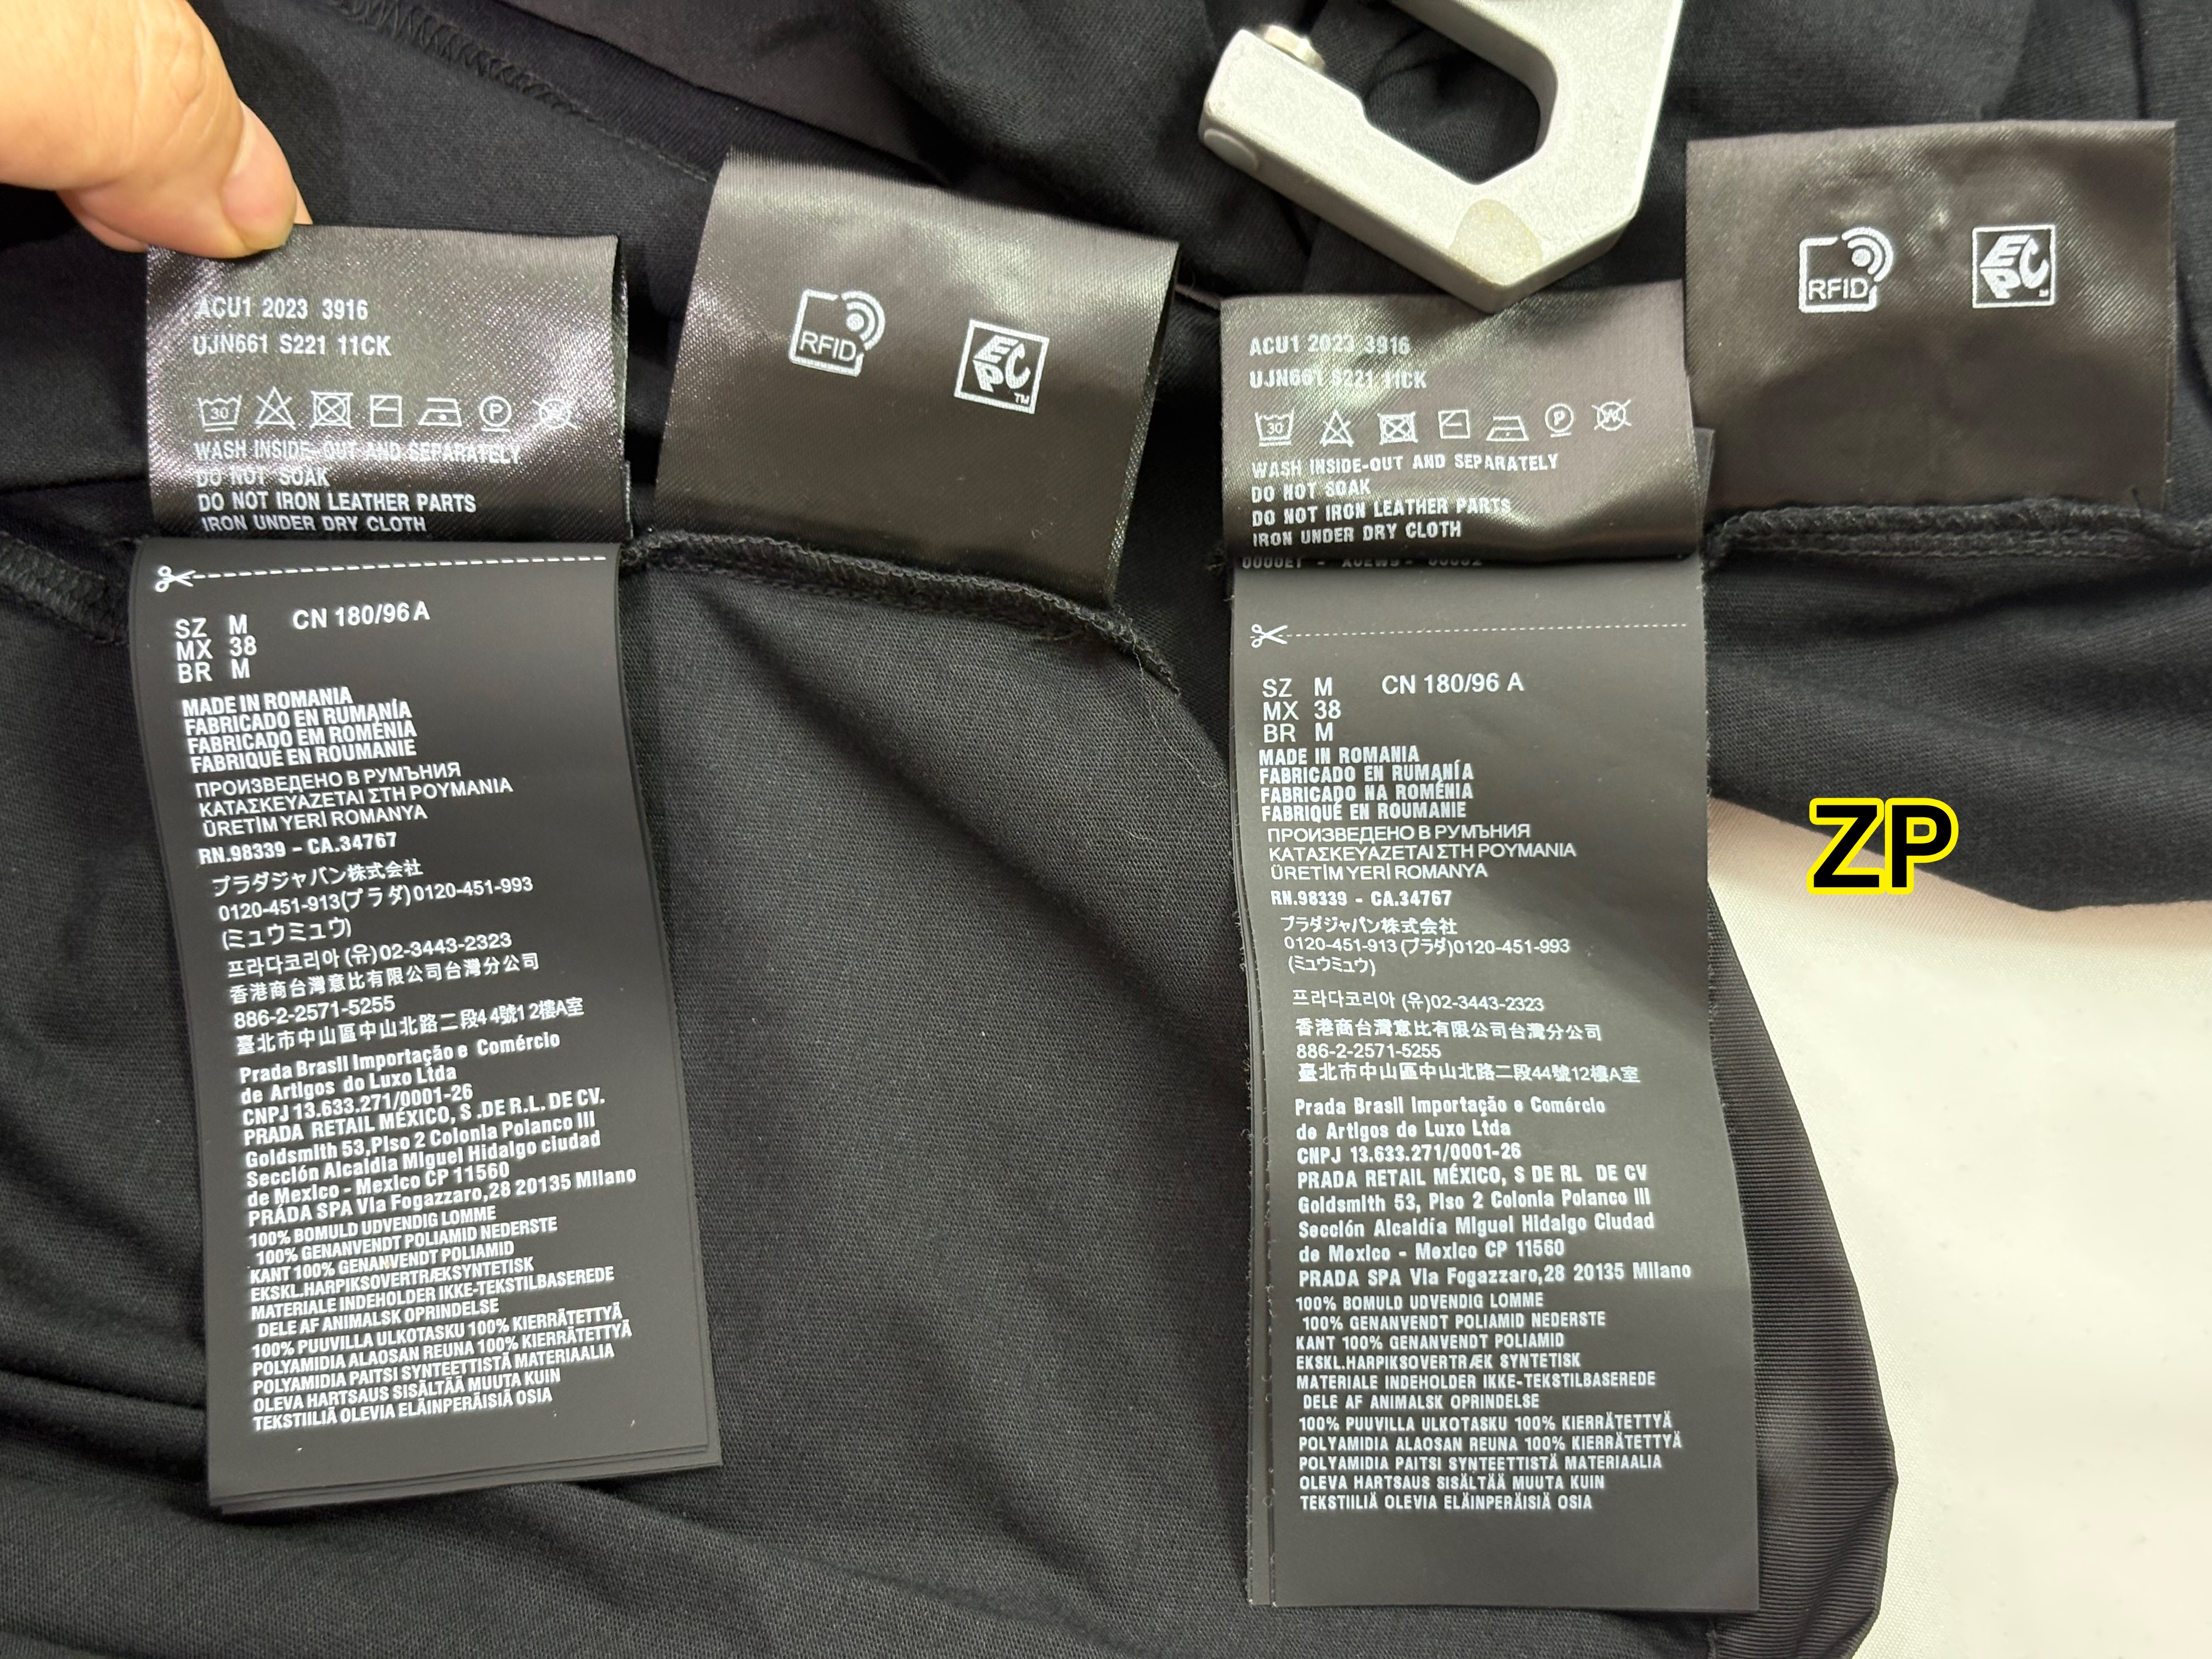 ACU1 2023 3916
UJN661 S221 11CK
30
P
W
WASH INSIDE-OUT AND SEPARATELY
DO NOT SOAK
DO NOT IRON LEATHER PARTS
IRON UNDER DRY CLOTH
SZ M CN 180/96 A
MX 38
BR M
MADE IN ROMANIA
FABRICADO EN RUMANÍA
FABRICADO EM ROMÉNIA
FABRIQUÉ EN ROUMANIE
ПРОИЗВЕДЕНО В РУМЪНИЯ
ΚΑΤΑΣΚΕΥΑΖΕΤΑΙ ΣΤΗ ΡΟΥΜΑΝΙΑ
ÜRETİM YERİ ROMANYA
RN.98339 - CA.34767
プラダジャパン株式会社
0120-451-913(プラダ)0120-451-993
(ミュウミュウ)
프라다코리아 (유)02-3443-2323
香港商台灣意比有限公司台灣分公司
886-2-2571-5255
臺北市中山區中山北路二段44號12樓A室
Prada Brasil Importação e Comércio
de Artigos do Luxo Ltda
CNPJ 13.633.271/0001-26
PRADA RETAIL MÉXICO, S .DE R.L. DE CV.
Goldsmith 53,Piso 2 Colonia Polanco III
Sección Alcaldia Miguel Hidalgo ciudad
de Mexico - Mexico CP 11560
PRADA SPA Via Fogazzaro,28 20135 Milano
100% BOMULD UDVENDIG LOMME
100% GENANVENDT POLIAMID NEDERSTE
KANT 100% GENANVENDT POLIAMID
EKSKL.HARPIKSOVERTRÆKSYNTETISK
MATERIALE INDEHOLDER IKKE-TEKSTILBASEREDE
DELE AF ANIMALSK OPRINDELSE
100% PUUVILLA ULKOTASKU 100% KIERRÄTETTYÄ
POLYAMIDIA ALAOSAN REUNA 100% KIERRÄTETTYÄ
POLYAMIDIA PAITSI SYNTEETTISTÄ MATERIAALIA
OLEVA HARTSAUS SISÄLTÄÄ MUUTA KUIN
TEKSTIILIÄ OLEVIA ELÄINPERÄISIÄ OSIA
RFID
EPC
TM
ACU1 2023 3916
UJN661 S221 11CK
30
P
W
WASH INSIDE-OUT AND SEPARATELY
DO NOT SOAK
DO NOT IRON LEATHER PARTS
IRON UNDER DRY CLOTH
SZ M CN 180/96 A
MX 38
BR M
MADE IN ROMANIA
FABRICADO EN RUMANÍA
FABRICADO NA ROMÉNIA
FABRIQUÉ EN ROUMANIE
ПРОИЗВЕДЕНО В РУМЪНИЯ
ΚΑΤΑΣΚΕΥΑΖΕΤΑΙ ΣΤΗ ΡΟΥΜΑΝΙΑ
ÜRETİM YERİ ROMANYA
RN.98339 - CA.34767
プラダジャパン株式会社
0120-451-913 (プラダ)0120-451-993
(ミュウミュウ)
프라다코리아 (유)02-3443-2323
香港商台灣意比有限公司台灣分公司
886-2-2571-5255
臺北市中山區中山北路二段44號12樓A室
Prada Brasil Importação e Comércio
de Artigos de Luxo Ltda
CNPJ 13.633.271/0001-26
PRADA RETAIL MÉXICO, S DE RL DE CV
Goldsmith 53, Piso 2 Colonia Polanco III
Sección Alcaldía Miguel Hidalgo Ciudad
de Mexico - Mexico CP 11560
PRADA SPA Via Fogazzaro,28 20135 Milano
100% BOMULD UDVENDIG LOMME
100% GENANVENDT POLIAMID NEDERSTE
KANT 100% GENANVENDT POLIAMID
EKSKL.HARPIKSOVERTRÆK SYNTETISK
MATERIALE INDEHOLDER IKKE-TEKSTILBASEREDE
DELE AF ANIMALSK OPRINDELSE
100% PUUVILLA ULKOTASKU 100% KIERRÄTETTYÄ
POLYAMIDIA ALAOSAN REUNA 100% KIERRÄTETTYÄ
POLYAMIDIA PAITSI SYNTEETTISTÄ MATERIAALIA
OLEVA HARTSAUS SISÄLTÄÄ MUUTA KUIN
TEKSTIILIÄ OLEVIA ELÄINPERÄISIÄ OSIA
RFID
EPC
ZP